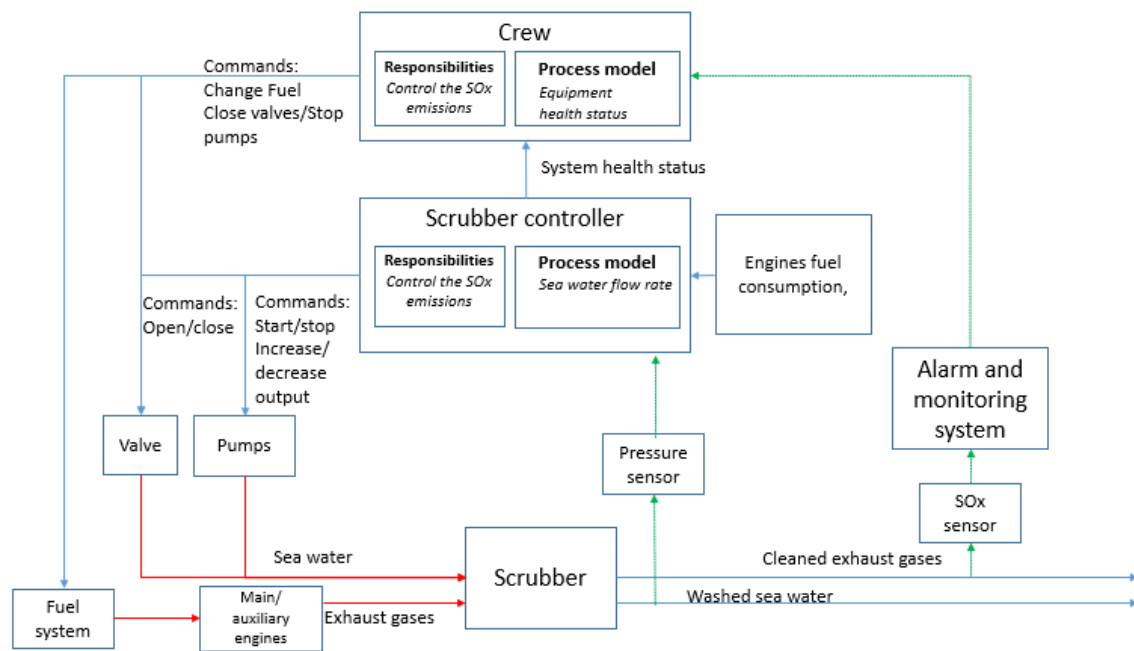 Crew
Responsibilities
Control the SOx
emissions
Process model
Equipment
health status
Commands:
Change Fuel
Close valves/Stop
pumps
System health status
Scrubber controller
Responsibilities
Control the SOx
emissions
Process model
Sea water flow rate
Engines fuel
consumption,
Commands:
Open/close
Commands:
Start/stop
Increase/
decrease
output
Alarm and
monitoring
system
Valve
Pumps
Pressure
sensor
SOx
sensor
Sea water
Scrubber
Cleaned exhaust gases
Washed sea water
Fuel
system
Main/
auxiliary
engines
Exhaust gases